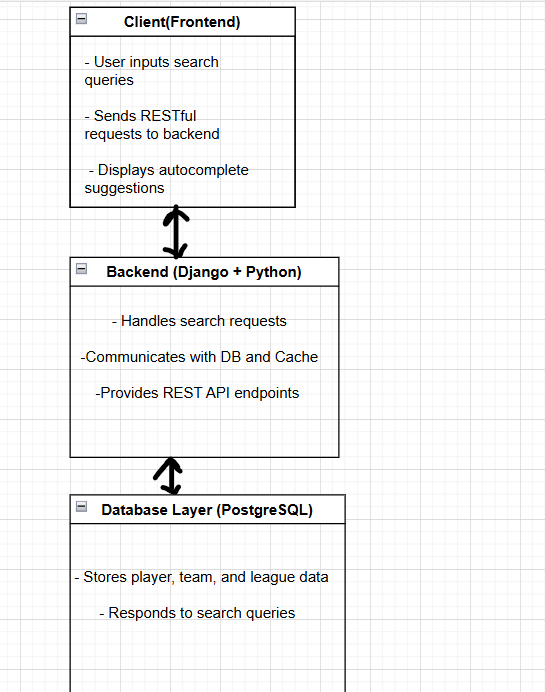 Client(Frontend)
- User inputs search
queries
- Sends RESTful
requests to backend
- Displays autocomplete
suggestions
Backend (Django + Python)
- Handles search requests
-Communicates with DB and Cache
-Provides REST API endpoints
Database Layer (PostgreSQL)
- Stores player, team, and league data
- Responds to search queries